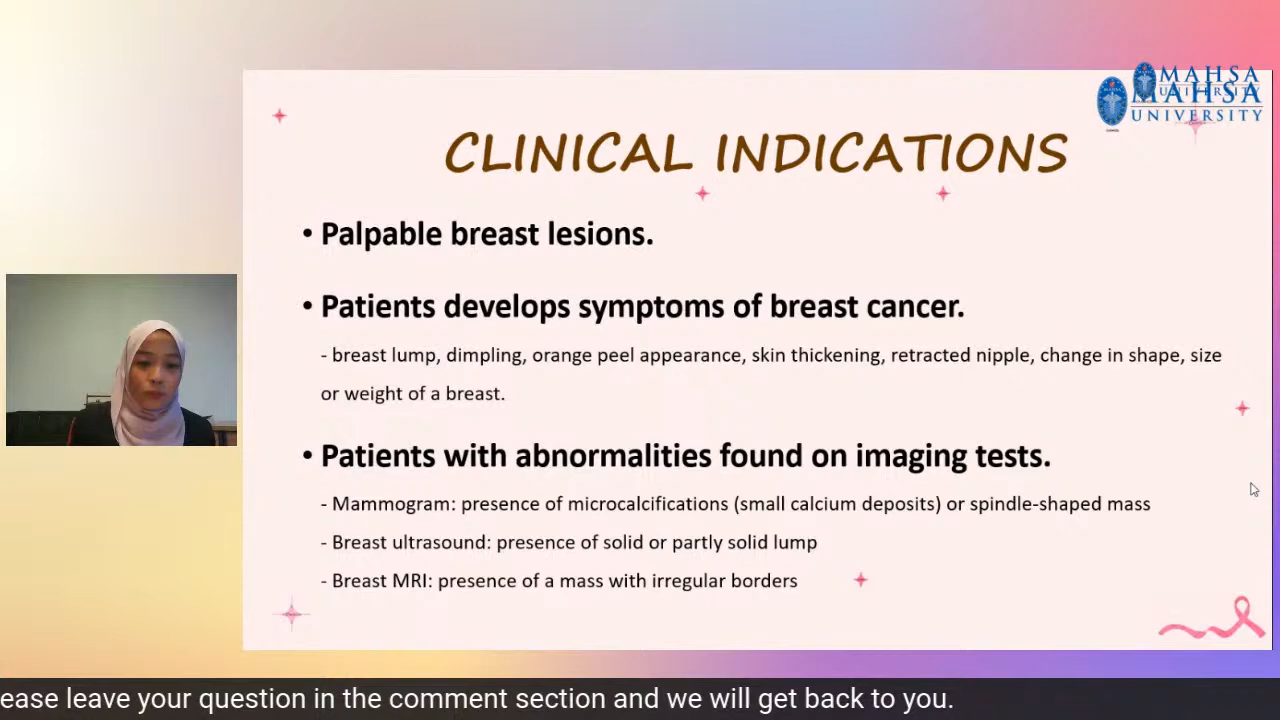 MAHSA
UNIVERSITY
MAHSA
UNIVERSITY
CLINICAL INDICATIONS
• Palpable breast lesions.
• Patients develops symptoms of breast cancer.
- breast lump, dimpling, orange peel appearance, skin thickening, retracted nipple, change in shape, size
or weight of a breast.
• Patients with abnormalities found on imaging tests.
- Mammogram: presence of microcalcifications (small calcium deposits) or spindle-shaped mass
- Breast ultrasound: presence of solid or partly solid lump
- Breast MRI: presence of a mass with irregular borders
ease leave your question in the comment section and we will get back to you.